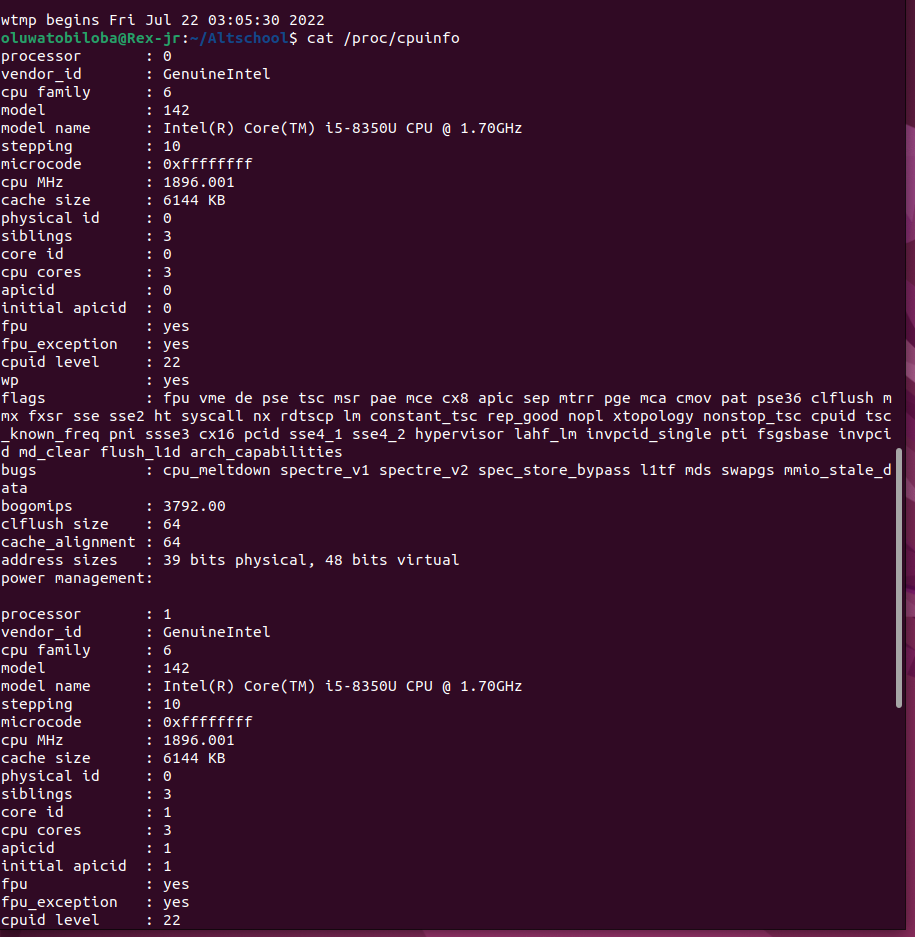 wtmp begins Fri Jul 22 03:05:30 2022
oluwatobiloba@Rex-jr:~/Altschool$ cat /proc/cpuinfo
processor       : 0
vendor_id       : GenuineIntel
cpu family      : 6
model           : 142
model name      : Intel(R) Core(TM) i5-8350U CPU @ 1.70GHz
stepping        : 10
microcode       : 0xffffffff
cpu MHz         : 1896.001
cache size      : 6144 KB
physical id     : 0
siblings        : 3
core id         : 0
cpu cores       : 3
apicid          : 0
initial apicid  : 0
fpu             : yes
fpu_exception   : yes
cpuid level     : 22
wp              : yes
flags           : fpu vme de pse tsc msr pae mce cx8 apic sep mtrr pge mca cmov pat pse36 clflush m
mx fxsr sse sse2 ht syscall nx rdtscp lm constant_tsc rep_good nopl xtopology nonstop_tsc cpuid tsc
_known_freq pni ssse3 cx16 pcid sse4_1 sse4_2 hypervisor lahf_lm invpcid_single pti fsgsbase invpci
d md_clear flush_l1d arch_capabilities
bugs            : cpu_meltdown spectre_v1 spectre_v2 spec_store_bypass l1tf mds swapgs mmio_stale_d
ata
bogomips        : 3792.00
clflush size    : 64
cache_alignment : 64
address sizes   : 39 bits physical, 48 bits virtual
power management:

processor       : 1
vendor_id       : GenuineIntel
cpu family      : 6
model           : 142
model name      : Intel(R) Core(TM) i5-8350U CPU @ 1.70GHz
stepping        : 10
microcode       : 0xffffffff
cpu MHz         : 1896.001
cache size      : 6144 KB
physical id     : 0
siblings        : 3
core id         : 1
cpu cores       : 3
apicid          : 1
initial apicid  : 1
fpu             : yes
fpu_exception   : yes
cpuid level     : 22